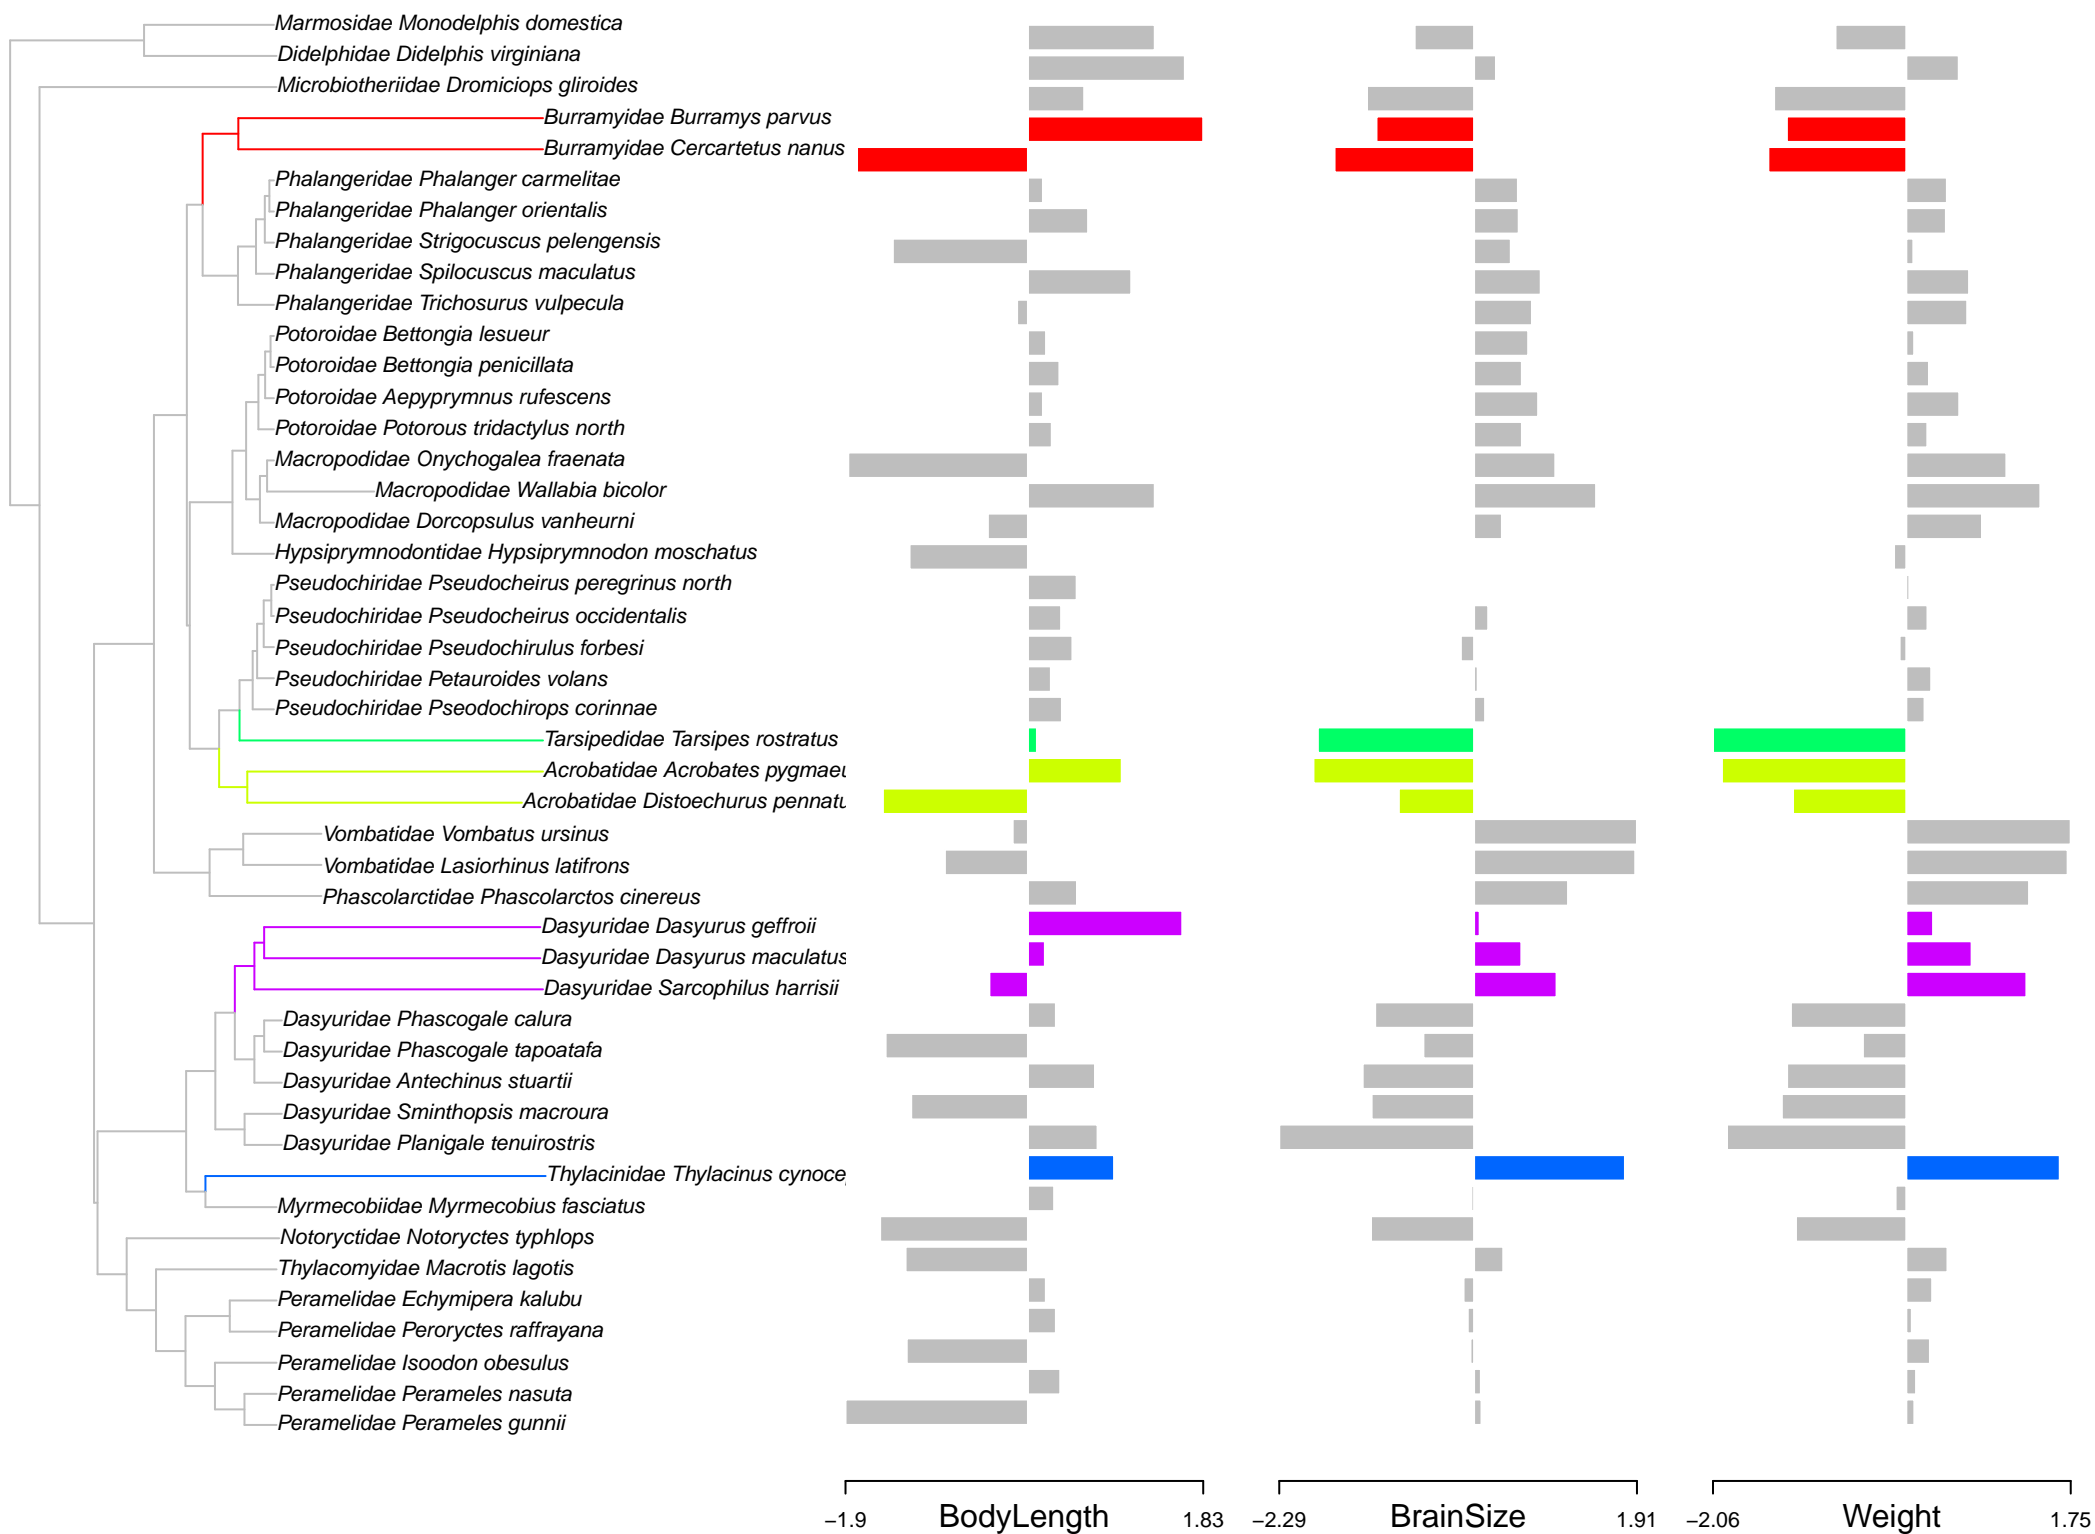 Marmosidae Monodelphis domestica
Didelphidae Didelphis virginiana
Microbiotheriidae Dromiciops gliroides
Burramyidae Burramys parvus
Burramyidae Cercartetus nanus
Phalangeridae Phalanger carmelitae
Phalangeridae Phalanger orientalis
Phalangeridae Strigocuscus pelengensis
Phalangeridae Spilocuscus maculatus
Phalangeridae Trichosurus vulpecula
Potoroidae Bettongia lesueur
Potoroidae Bettongia penicillata
Potoroidae Aepyprymnus rufescens
Potoroidae Potorous tridactylus north
Macropodidae Onychogalea fraenata
Macropodidae Wallabia bicolor
Macropodidae Dorcopsulus vanheurni
Hypsiprymnodontidae Hypsiprymnodon moschatus
Pseudochiridae Pseudocheirus peregrinus north
Pseudochiridae Pseudocheirus occidentalis
Pseudochiridae Pseudochirulus forbesi
Pseudochiridae Petauroides volans
Pseudochiridae Pseodochirops corinnae
Tarsipedidae Tarsipes rostratus
Acrobatidae Acrobates pygmaeu
Acrobatidae Distoechurus pennatu
Vombatidae Vombatus ursinus
Vombatidae Lasiorhinus latifrons
Phascolarctidae Phascolarctos cinereus
Dasyuridae Dasyurus geffroii
Dasyuridae Dasyurus maculatus
Dasyuridae Sarcophilus harrisii
Dasyuridae Phascogale calura
Dasyuridae Phascogale tapoatafa
Dasyuridae Antechinus stuartii
Dasyuridae Sminthopsis macroura
Dasyuridae Planigale tenuirostris
Thylacinidae Thylacinus cynoce
Myrmecobiidae Myrmecobius fasciatus
Notoryctidae Notoryctes typhlops
Thylacomyidae Macrotis lagotis
Peramelidae Echymipera kalubu
Peramelidae Peroryctes raffrayana
Peramelidae Isoodon obesulus
Peramelidae Perameles nasuta
Peramelidae Perameles gunnii
−1.9 BodyLength 1.83
−2.29 BrainSize 1.91
−2.06 Weight 1.75